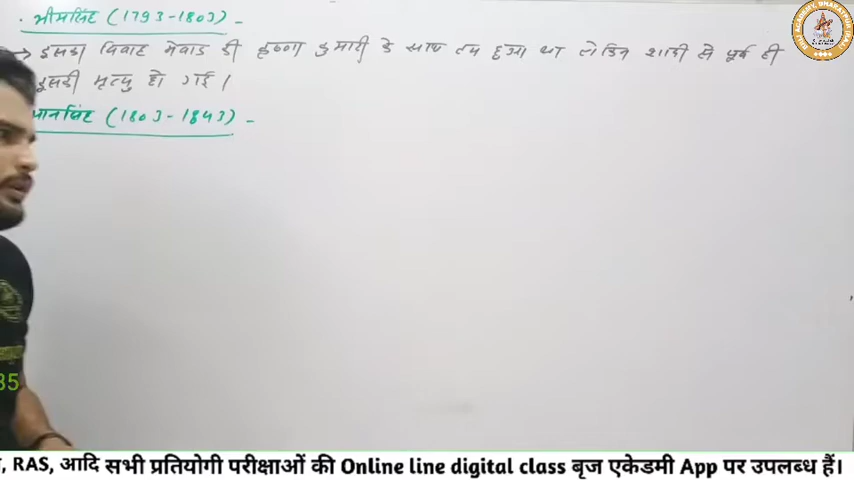 . भीमसिंह (1793-1803) -
→ इसका विवाह मेवाड की कृष्णा कुमारी के साथ तय हुआ था लेकिन शादी से पूर्व ही
इसकी मृत्यु हो गई।
मानसिंह (1803-1843) -
35
, RAS, आदि सभी प्रतियोगी परीक्षाओं की Online line digital class बृज एकेडमी App पर उपलब्ध हैं।